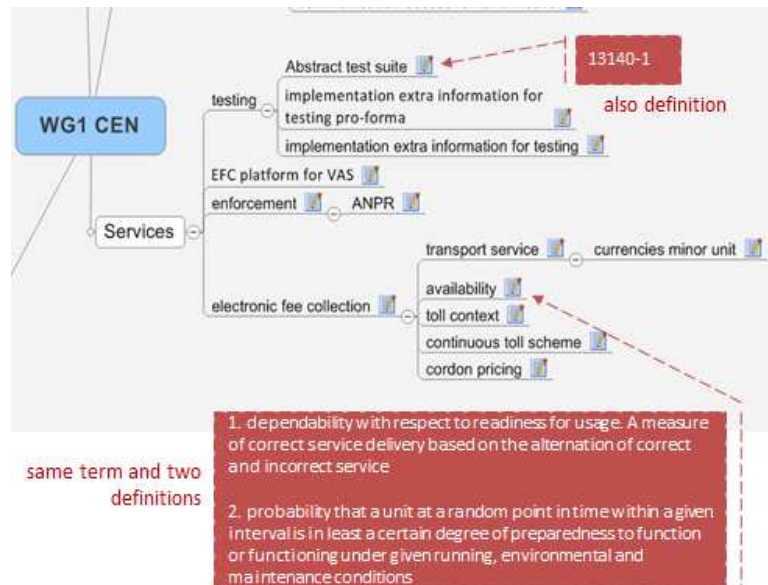 Abstract test suite
13140-1
also definition
testing
implementation extra information for
testing pro-forma
WG1 CEN
implementation extra information for testing
EFC platform for VAS
enforcement
ANPR
Services
transport service
currencies minor unit
availability
electronic fee collection
toll context
continuous toll scheme
cordon pricing
same term and two
definitions
1. dependability with respect to readiness for usage. A measure
of correct service delivery based on the alternation of correct
and incorrect service
2. probability that a unit at a random point in time within a given
interval is in least a certain degree of preparedness to function
or functioning under given running, environmental and
maintenance conditions